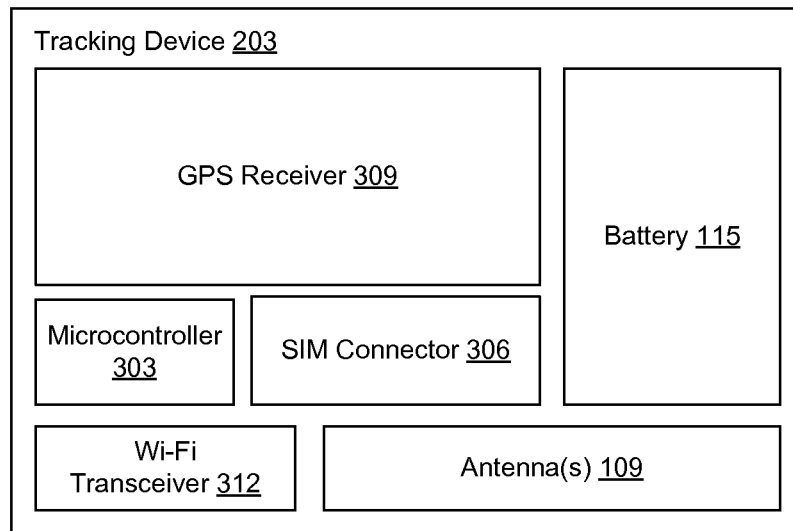 Tracking Device 203
GPS Receiver 309
Battery 115
Microcontroller
303
SIM Connector 306
Wi-Fi
Transceiver 312
Antenna(s) 109